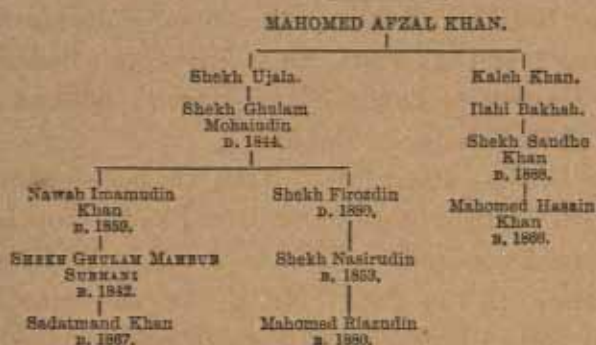 MAHOMED AFZAL KHAN.
Shekh Ujala.
Kaleh Khan.
Shekh Ghulam
Mohaiudin
D. 1844.
Ilahi Bakhsh.
Shekh Sandhe
Khan
D. 1868.
Nawab Imamudin
Khan
D. 1859.
Shekh Firozdin
D. 1880.
Mahomed Hasain
Khan
B. 1866.
SHEKH GHULAM MAHBUB
SUBHANI
B. 1842.
Shekh Nasirudin
B. 1853.
Sadatmand Khan
B. 1867.
Mahomed Riazudin
B. 1880.